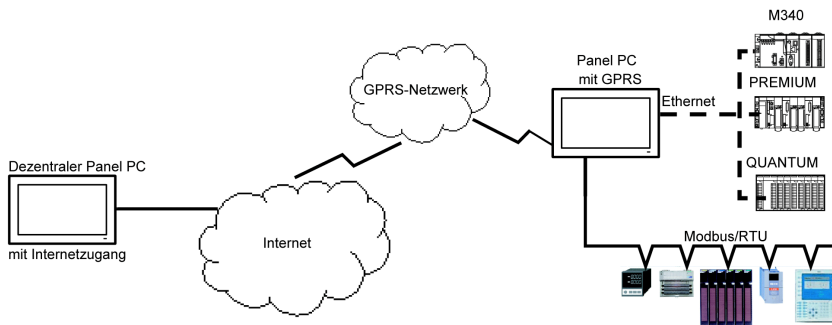 M340
Panel PC
mit GPRS
GPRS-Netzwerk
Ethernet
PREMIUM
Dezentraler Panel PC
QUANTUM
mit Internetzugang
Internet
Modbus/RTU